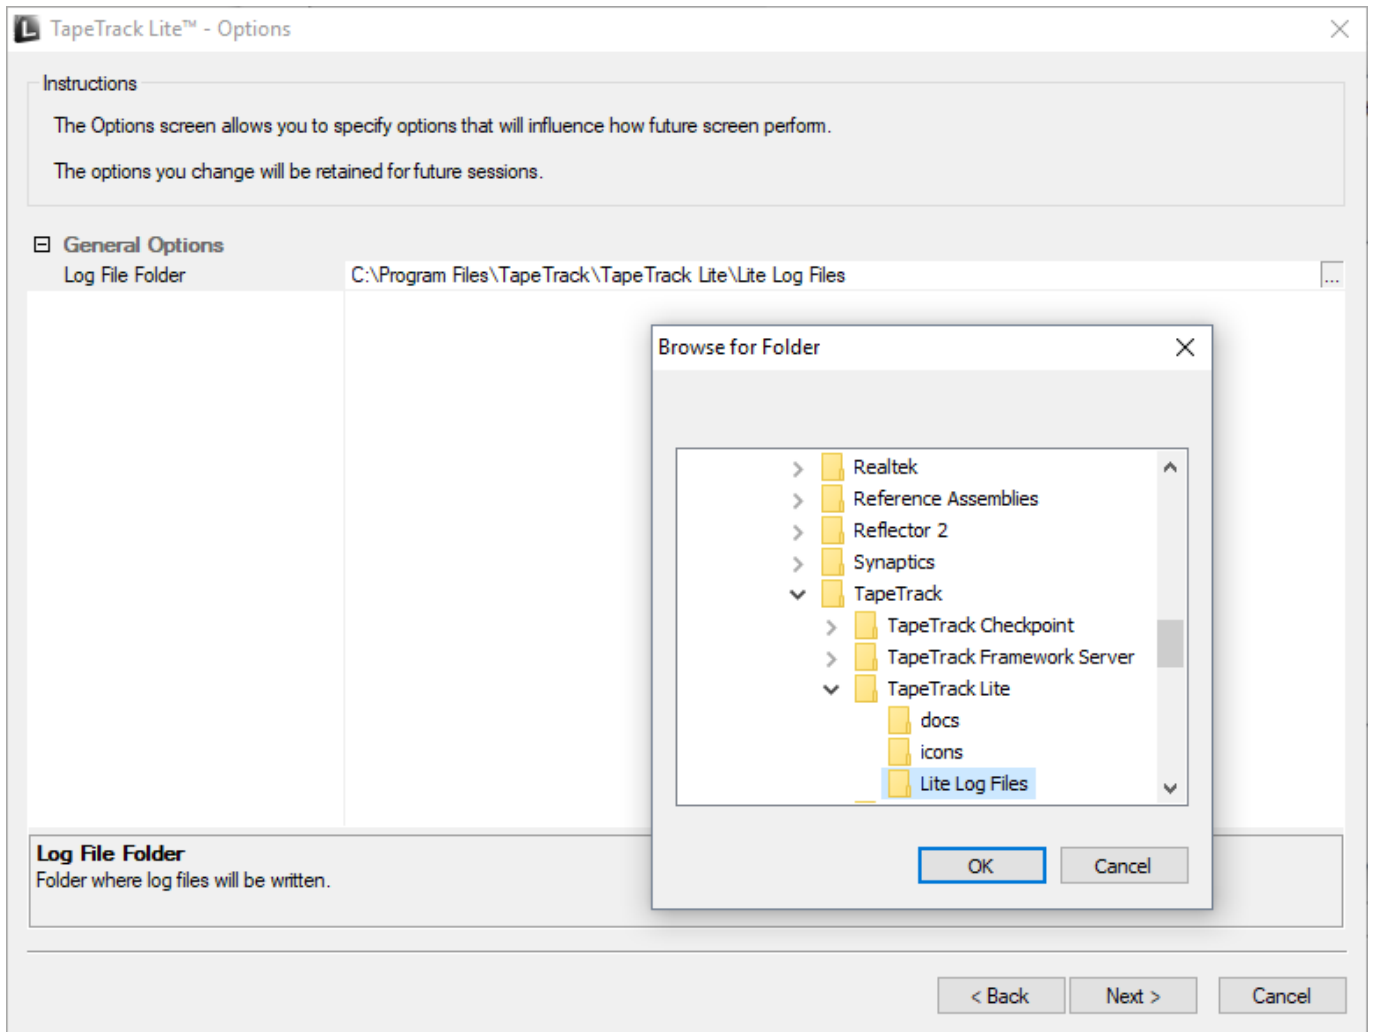 TapeTrack Lite™ - Options
Instructions
The Options screen allows you to specify options that will influence how future screen perform.
The options you change will be retained for future sessions.
General Options
Log File Folder C:\Program Files\TapeTrack\TapeTrack Lite\Lite Log Files ...
Browse for Folder
Realtek
Reference Assemblies
Reflector 2
Synaptics
TapeTrack
TapeTrack Checkpoint
TapeTrack Framework Server
TapeTrack Lite
docs
icons
Lite Log Files
OK Cancel
Log File Folder
Folder where log files will be written.
< Back Next > Cancel